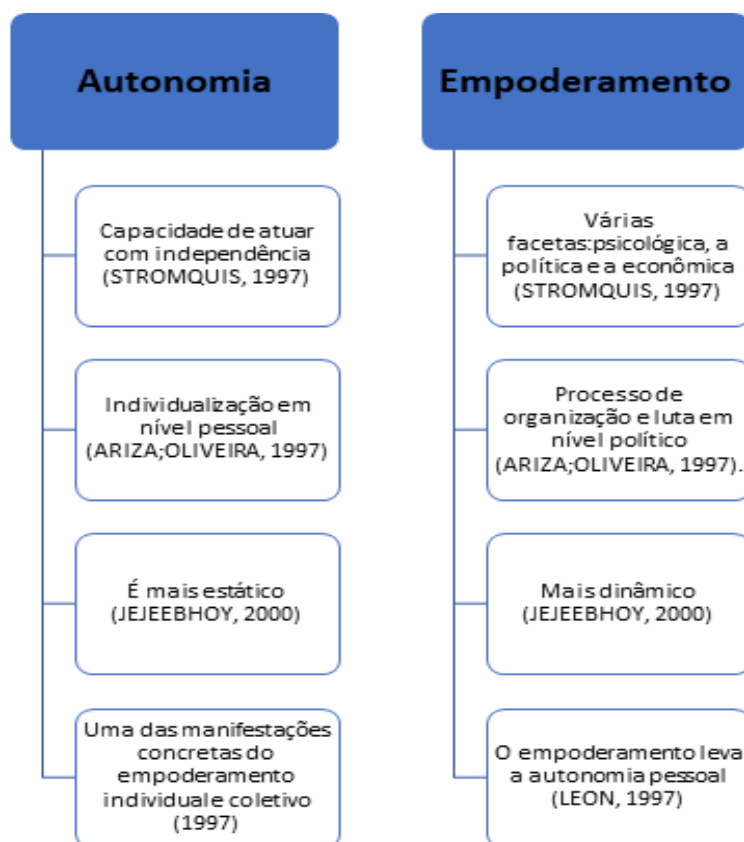 Autonomia
Capacidade de atuar
com independência
(STROMQUIS, 1997)
Individualização em
nível pessoal
(ARIZA;OLIVEIRA, 1997)
É mais estático
(JEJEEBHOY, 2000)
Uma das manifestações
concretas do
empoderamento
individual e coletivo
(1997)
Empoderamento
Várias
facetas:psicológica, a
política e a econômica
(STROMQUIS, 1997)
Processo de
organização e luta em
nível político
(ARIZA;OLIVEIRA, 1997).
Mais dinâmico
(JEJEEBHOY, 2000)
O empoderamento leva
a autonomia pessoal
(LEON, 1997)